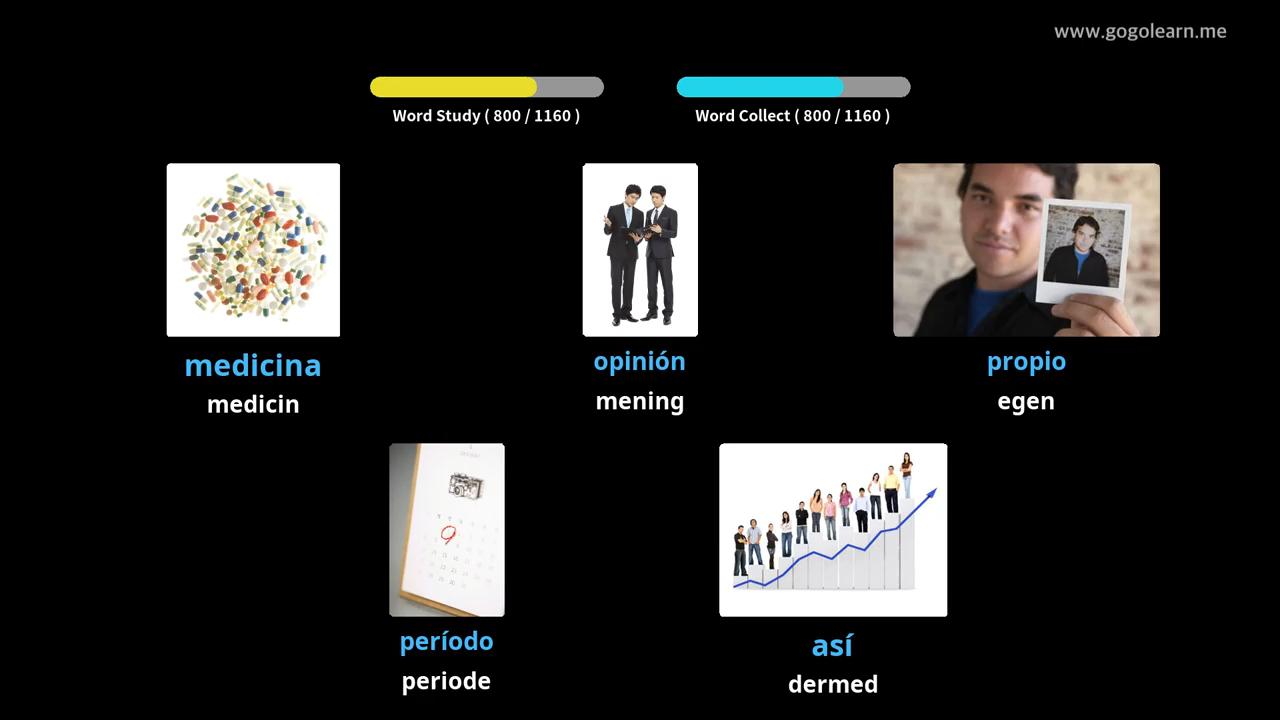 www.gogolearn.me
Word Study ( 800 / 1160 )
Word Collect ( 800 / 1160 )
medicina
medicin
opinión
mening
propio
egen
período
periode
así
dermed